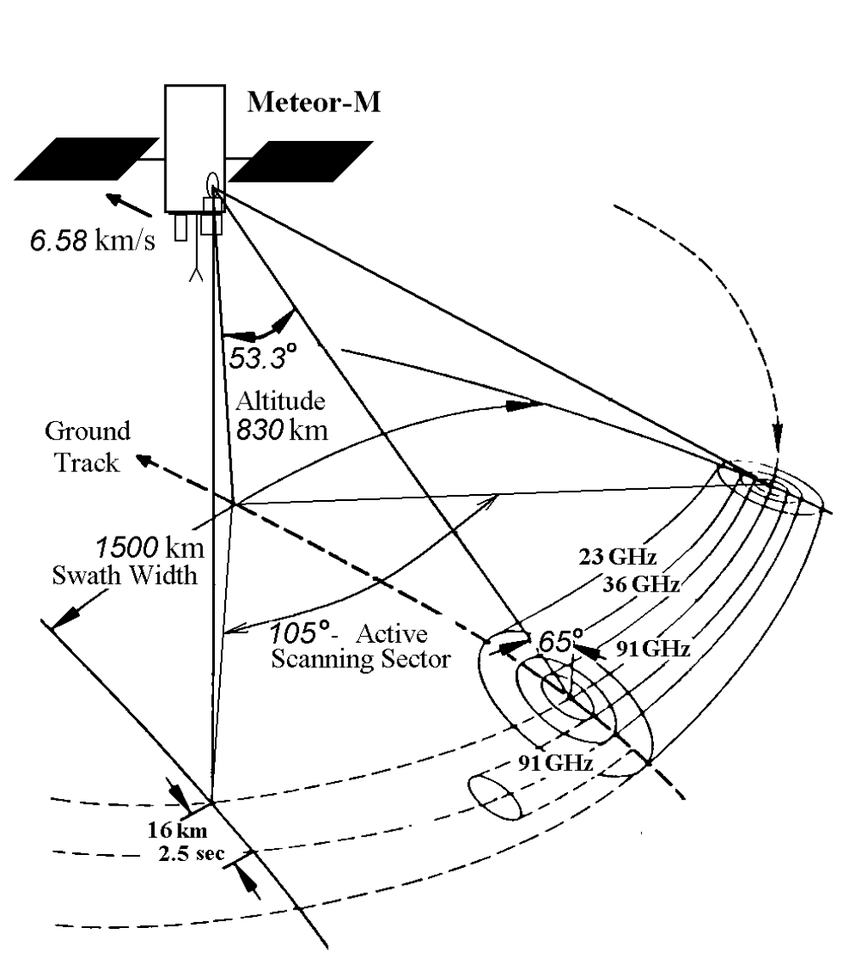 Meteor-M
6.58 km/s
53.3°
Altitude
830 km
Ground
Track
1500 km
Swath Width
23 GHz
36 GHz
105°- Active
Scanning Sector
65°
91 GHz
91 GHz
16 km
2.5 sec